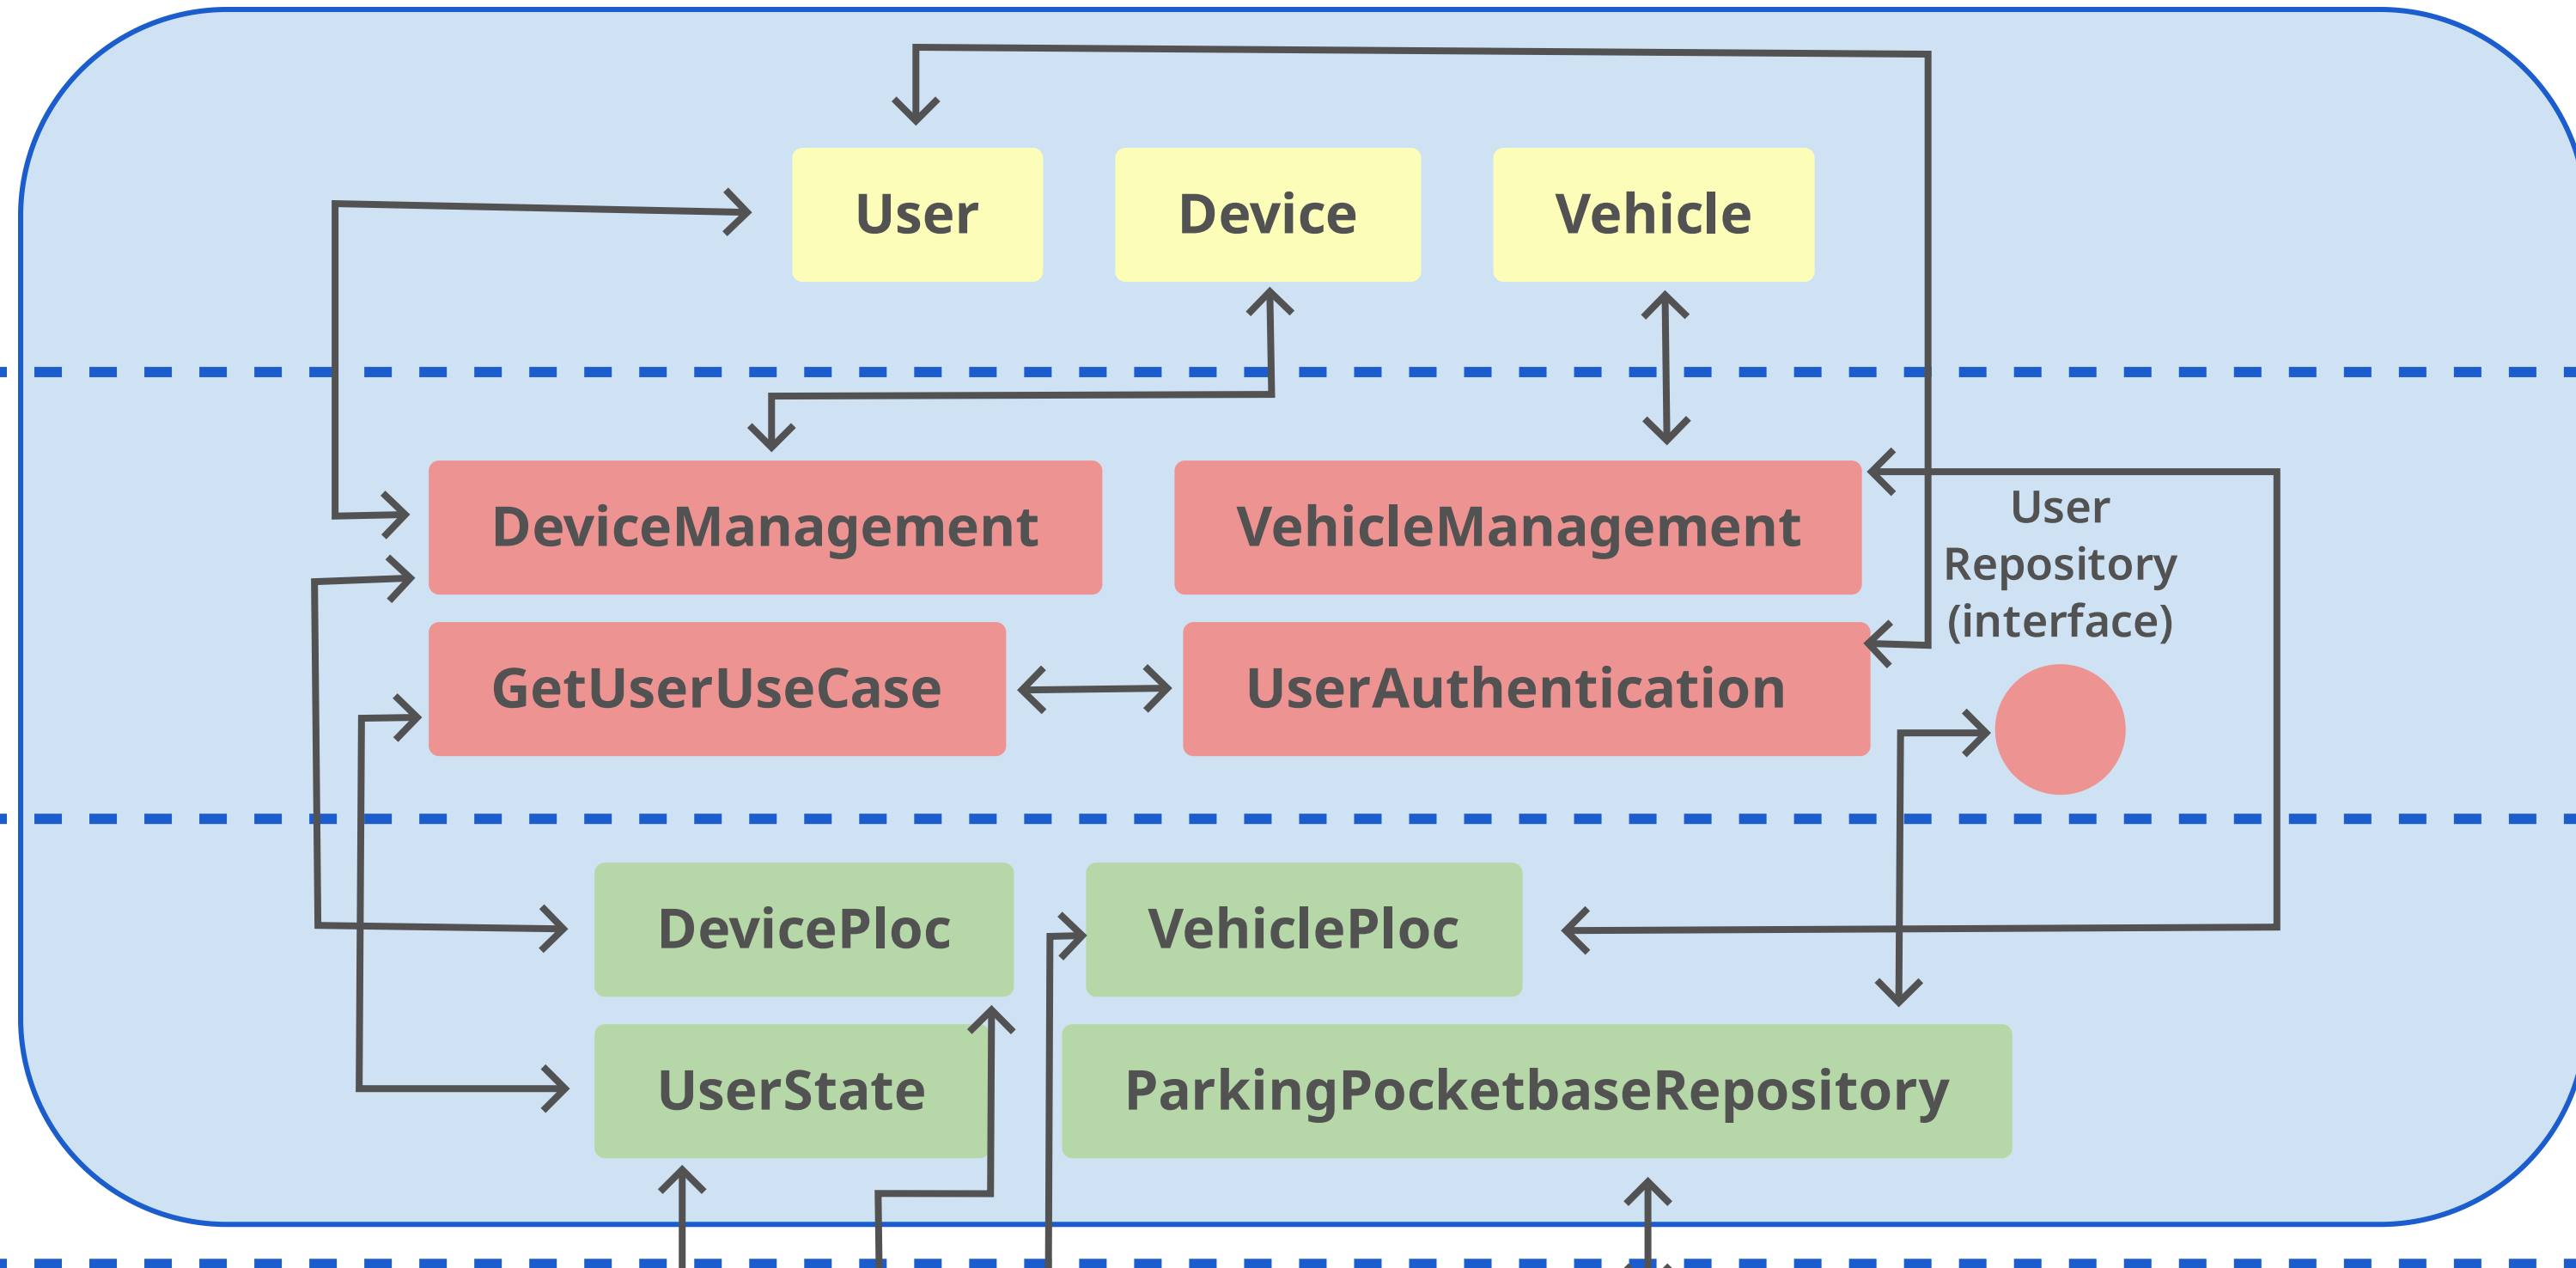 User
Device
Vehicle
DeviceManagement
VehicleManagement
User
Repository
(interface)
GetUserUseCase
UserAuthentication
DevicePloc
VehiclePloc
UserState
ParkingPocketbaseRepository